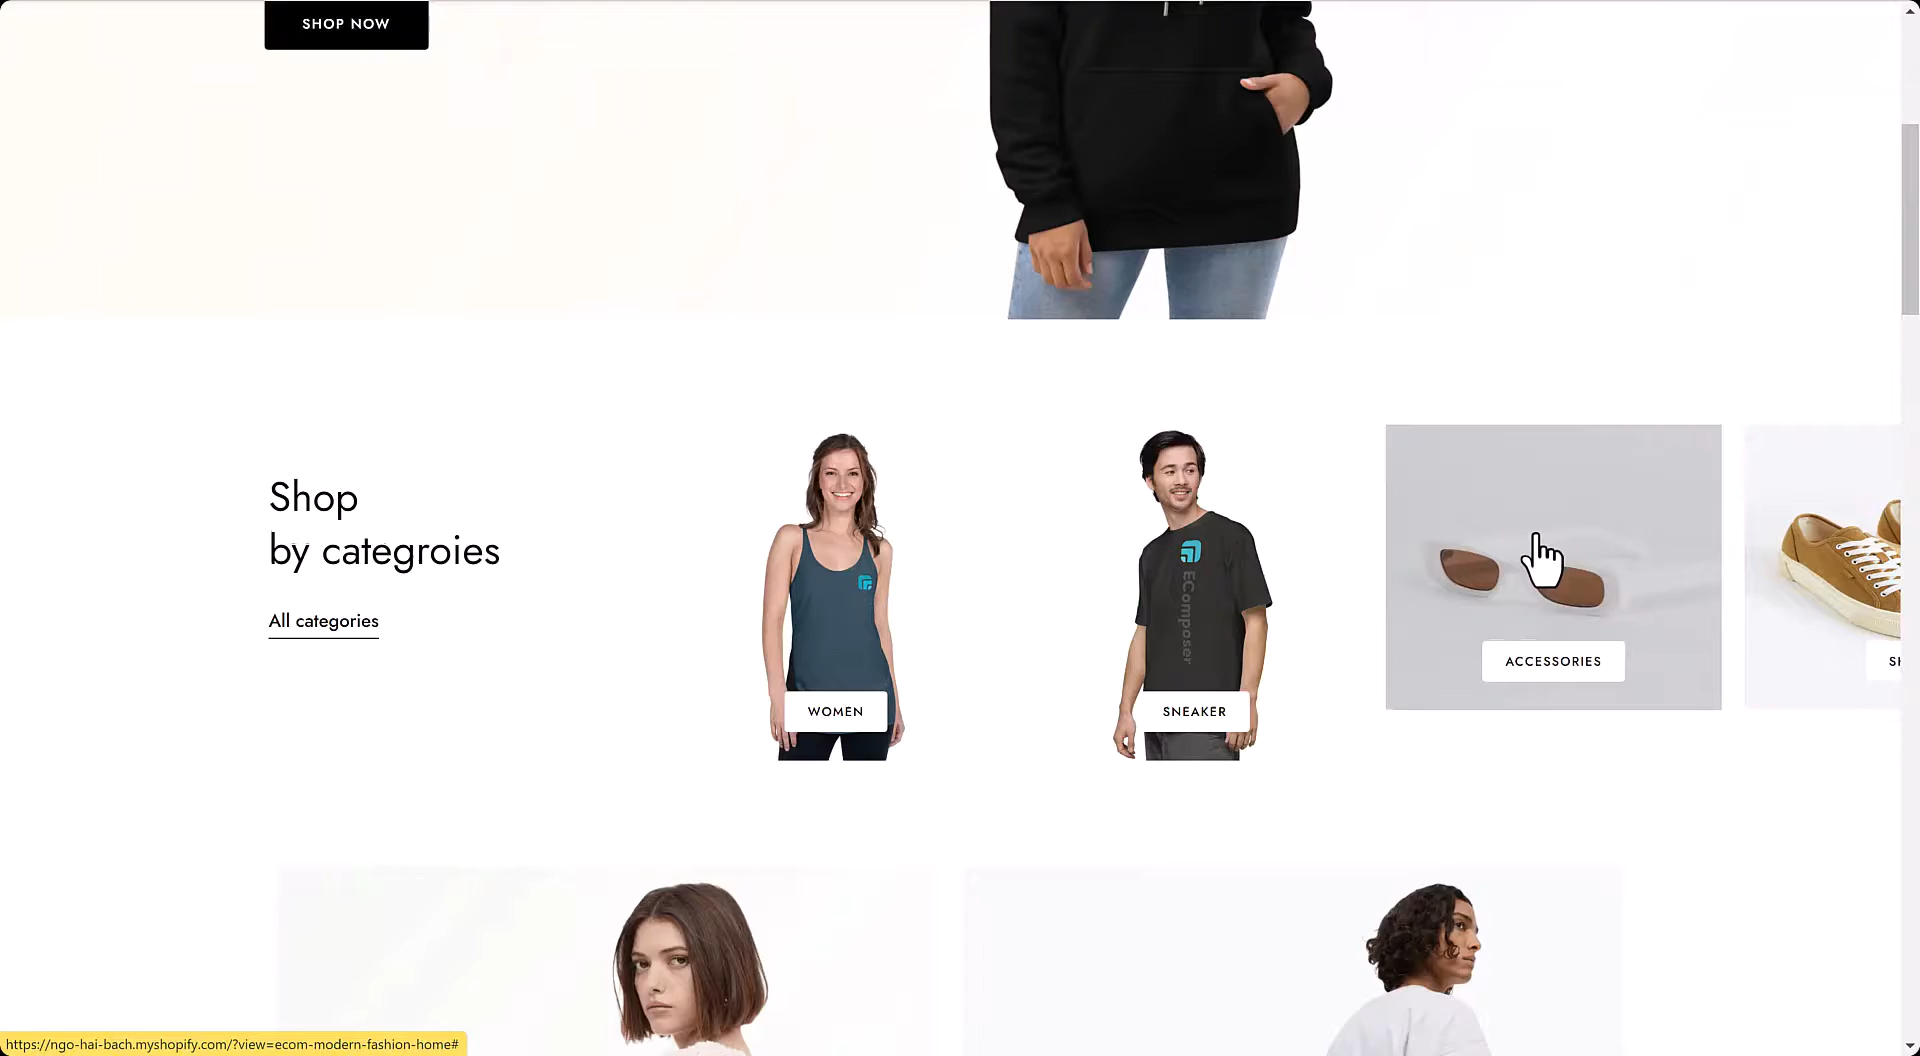 SHOP NOW
Shop
by categroies
All categories
EComposer
WOMEN
SNEAKER
ACCESSORIES
https://ngo-hai-bach.myshopify.com/?view=ecom-modern-fashion-home#